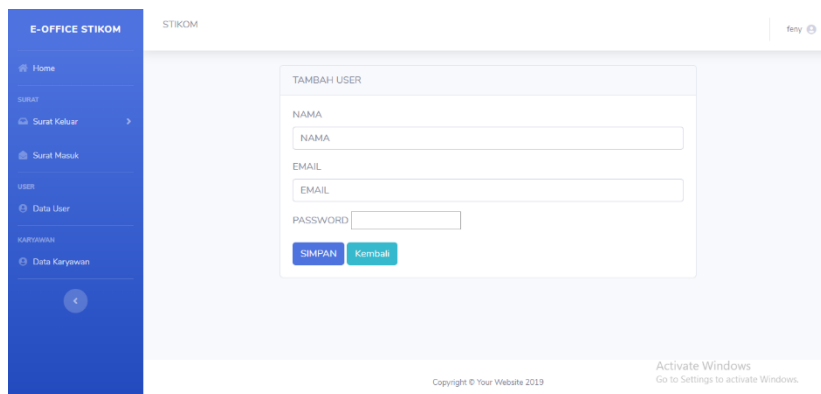 E-OFFICE STIKOM
Home
SURAT
Surat Keluar
Surat Masuk
USER
Data User
KARYAWAN
Data Karyawan
STIKOM
feny
TAMBAH USER
NAMA
NAMA
EMAIL
EMAIL
PASSWORD
SIMPAN Kembali
Copyright © Your Website 2019
Activate Windows
Go to Settings to activate Windows.